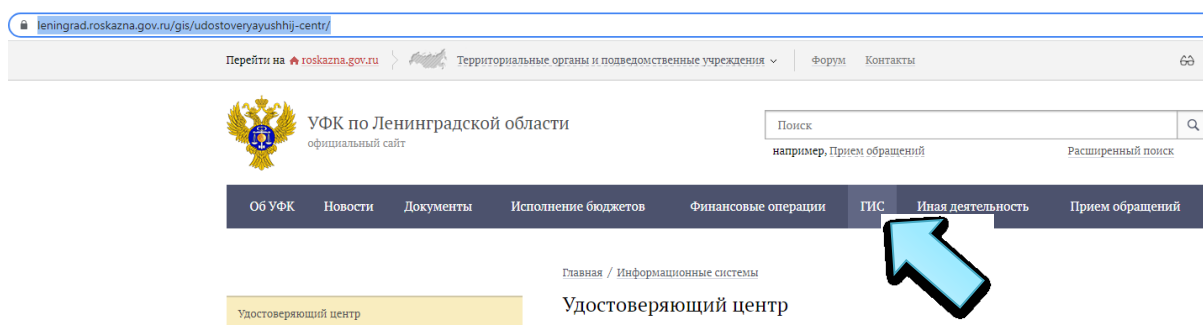 leningrad.roskazna.gov.ru/gis/udostoveryayushhij-centr/
Перейти на roskazna.gov.ru Территориальные органы и подведомственные учреждения Форум Контакты
УФК по Ленинградской области
официальный сайт
Поиск
например, Прием обращений Расширенный поиск
Об УФК Новости Документы Исполнение бюджетов Финансовые операции ГИС Иная деятельность Прием обращений
Главная / Информационные системы
Удостоверяющий центр
Удостоверяющий центр